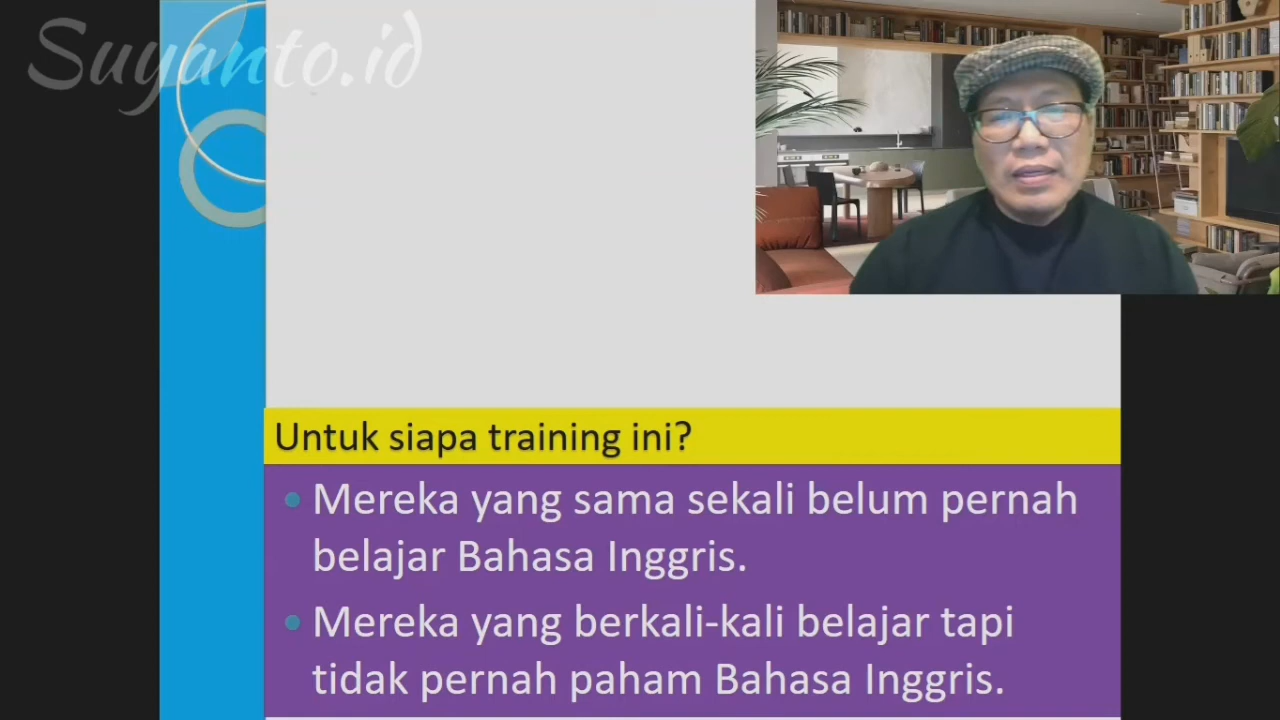 Suyanto.id
Untuk siapa training ini?
Mereka yang sama sekali belum pernah
belajar Bahasa Inggris.
Mereka yang berkali-kali belajar tapi
tidak pernah paham Bahasa Inggris.